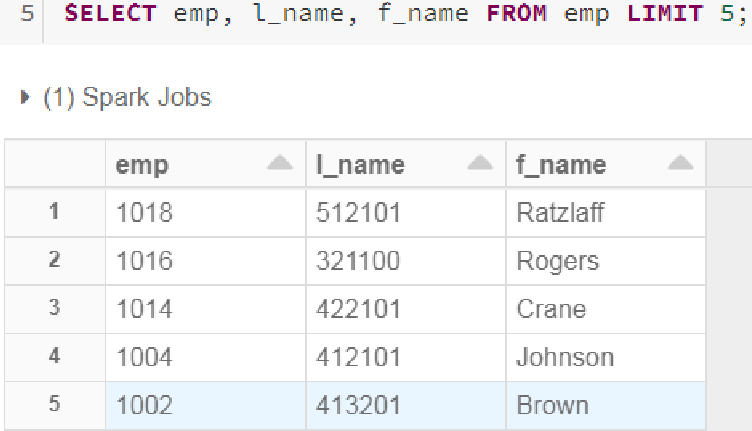 5 SELECT emp, l_name, f_name FROM emp LIMIT 5;
(1) Spark Jobs
emp l_name f_name
1 1018 512101 Ratzlaff
2 1016 321100 Rogers
3 1014 422101 Crane
4 1004 412101 Johnson
5 1002 413201 Brown